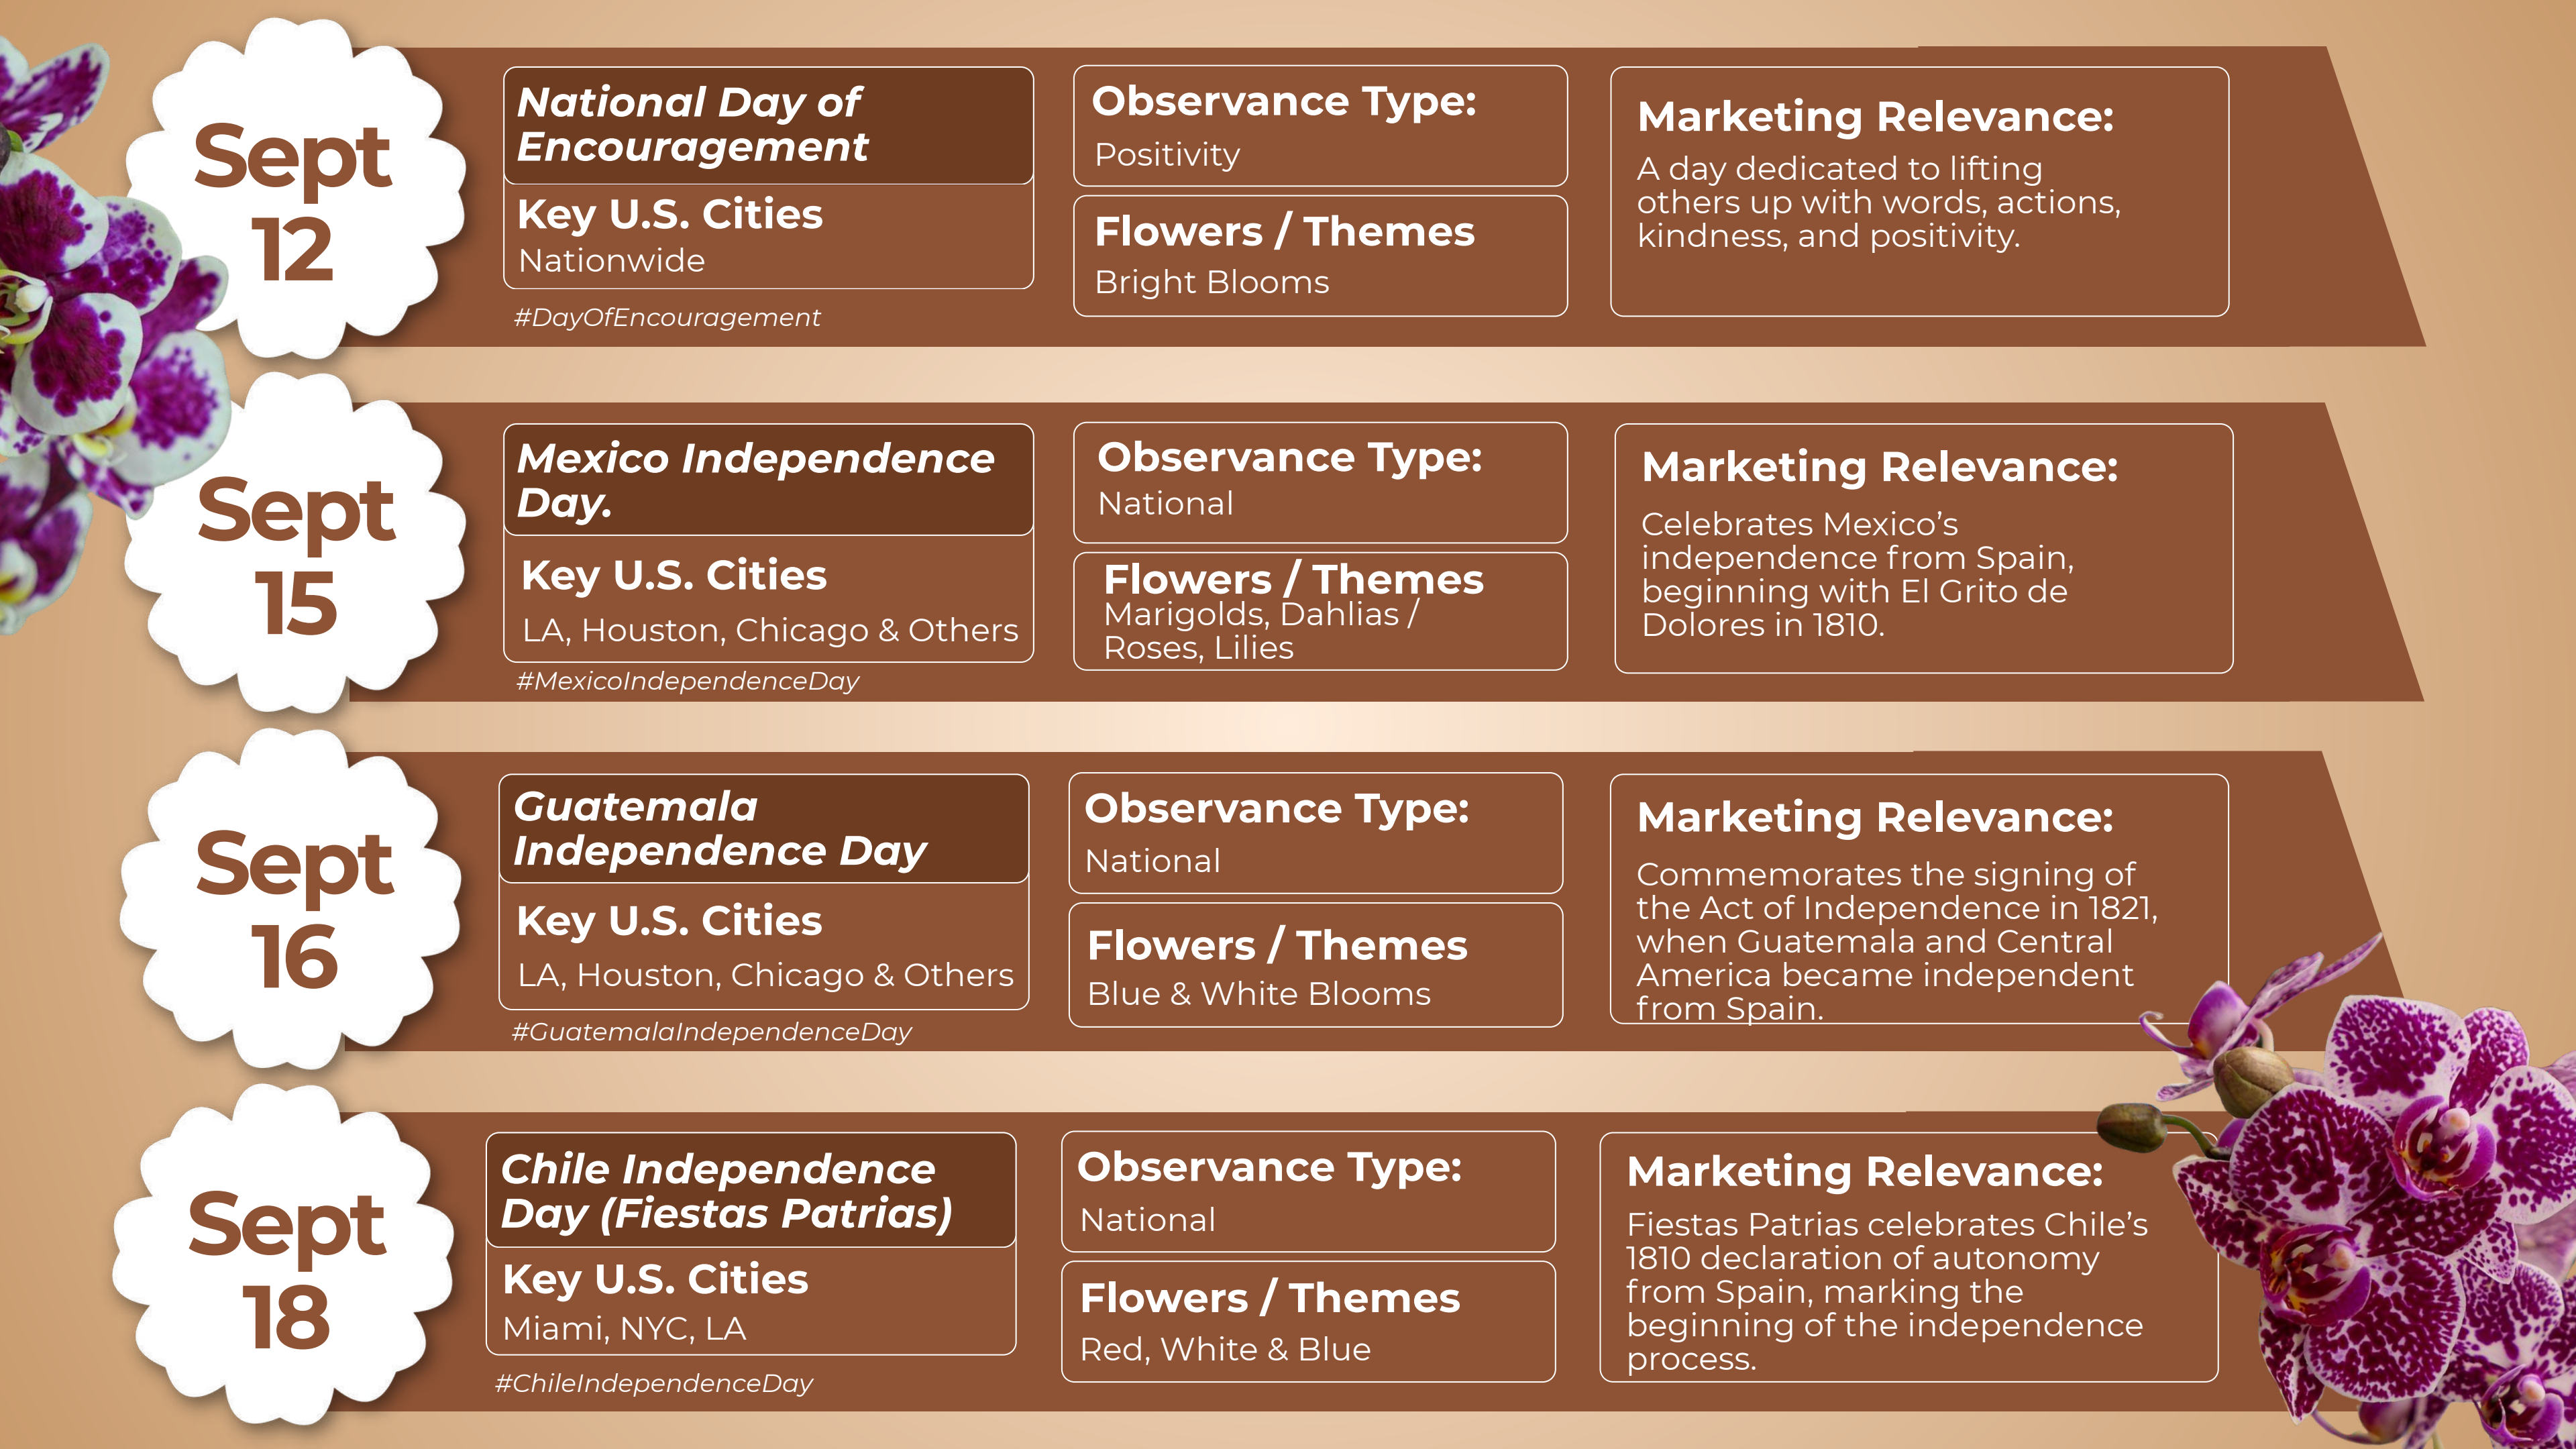 Sept
12
National Day of
Encouragement
Key U.S. Cities
Nationwide
#DayOfEncouragement
Observance Type:
Positivity
Flowers / Themes
Bright Blooms
Marketing Relevance:
A day dedicated to lifting
others up with words, actions,
kindness, and positivity.
Sept
15
Mexico Independence
Day.
Key U.S. Cities
LA, Houston, Chicago & Others
#MexicoIndependenceDay
Observance Type:
National
Flowers / Themes
Marigolds, Dahlias /
Roses, Lilies
Marketing Relevance:
Celebrates Mexico’s
independence from Spain,
beginning with El Grito de
Dolores in 1810.
Sept
16
Guatemala
Independence Day
Key U.S. Cities
LA, Houston, Chicago & Others
#GuatemalaIndependenceDay
Observance Type:
National
Flowers / Themes
Blue & White Blooms
Marketing Relevance:
Commemorates the signing of
the Act of Independence in 1821,
when Guatemala and Central
America became independent
from Spain.
Sept
18
Chile Independence
Day (Fiestas Patrias)
Key U.S. Cities
Miami, NYC, LA
#ChileIndependenceDay
Observance Type:
National
Flowers / Themes
Red, White & Blue
Marketing Relevance:
Fiestas Patrias celebrates Chile’s
1810 declaration of autonomy
from Spain, marking the
beginning of the independence
process.